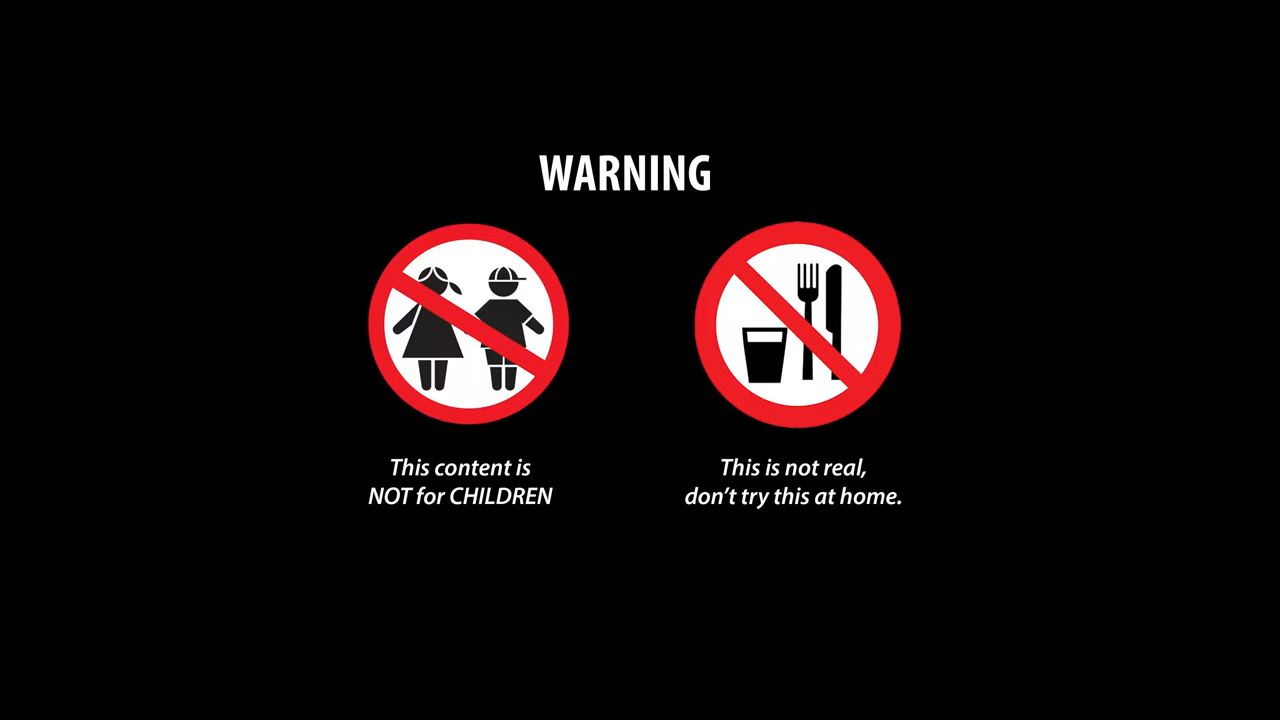 WARNING
This content is
NOT for CHILDREN
This is not real,
don't try this at home.